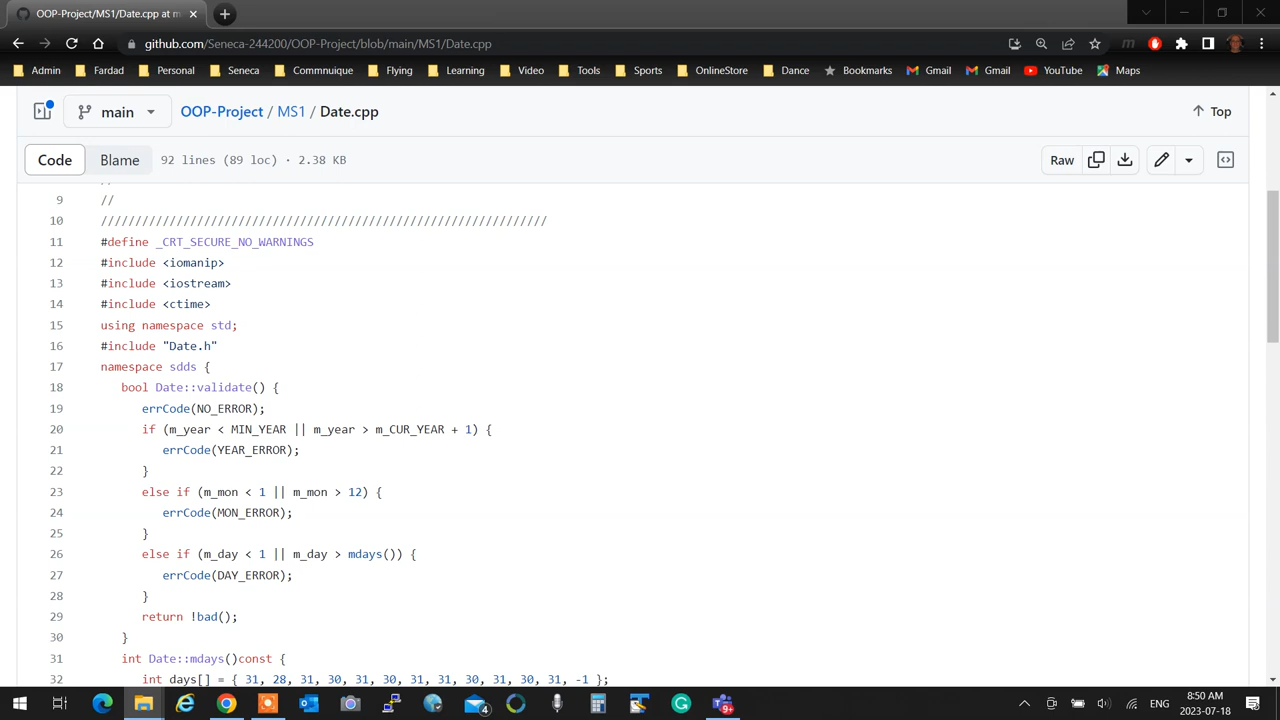 OOP-Project/MS1/Date.cpp at m
github.com/Seneca-244200/OOP-Project/blob/main/MS1/Date.cpp
Admin Fardad Personal Seneca Commnuique Flying Learning Video Tools Sports OnlineStore Dance Bookmarks Gmail Gmail YouTube Maps
main OOP-Project / MS1 / Date.cpp Top
Code Blame 92 lines (89 loc) · 2.38 KB Raw
9 //
10 /////////////////////////////////////////////////////////////////
11 #define _CRT_SECURE_NO_WARNINGS
12 #include <iomanip>
13 #include <iostream>
14 #include <ctime>
15 using namespace std;
16 #include "Date.h"
17 namespace sdds {
18 bool Date::validate() {
19 errCode(NO_ERROR);
20 if (m_year < MIN_YEAR || m_year > m_CUR_YEAR + 1) {
21 errCode(YEAR_ERROR);
22 }
23 else if (m_mon < 1 || m_mon > 12) {
24 errCode(MON_ERROR);
25 }
26 else if (m_day < 1 || m_day > mdays()) {
27 errCode(DAY_ERROR);
28 }
29 return !bad();
30 }
31 int Date::mdays()const {
32 int days[] = { 31, 28, 31, 30, 31, 30, 31, 31, 30, 31, 30, 31, -1 };
4 9+ ENG 8:50 AM
2023-07-18